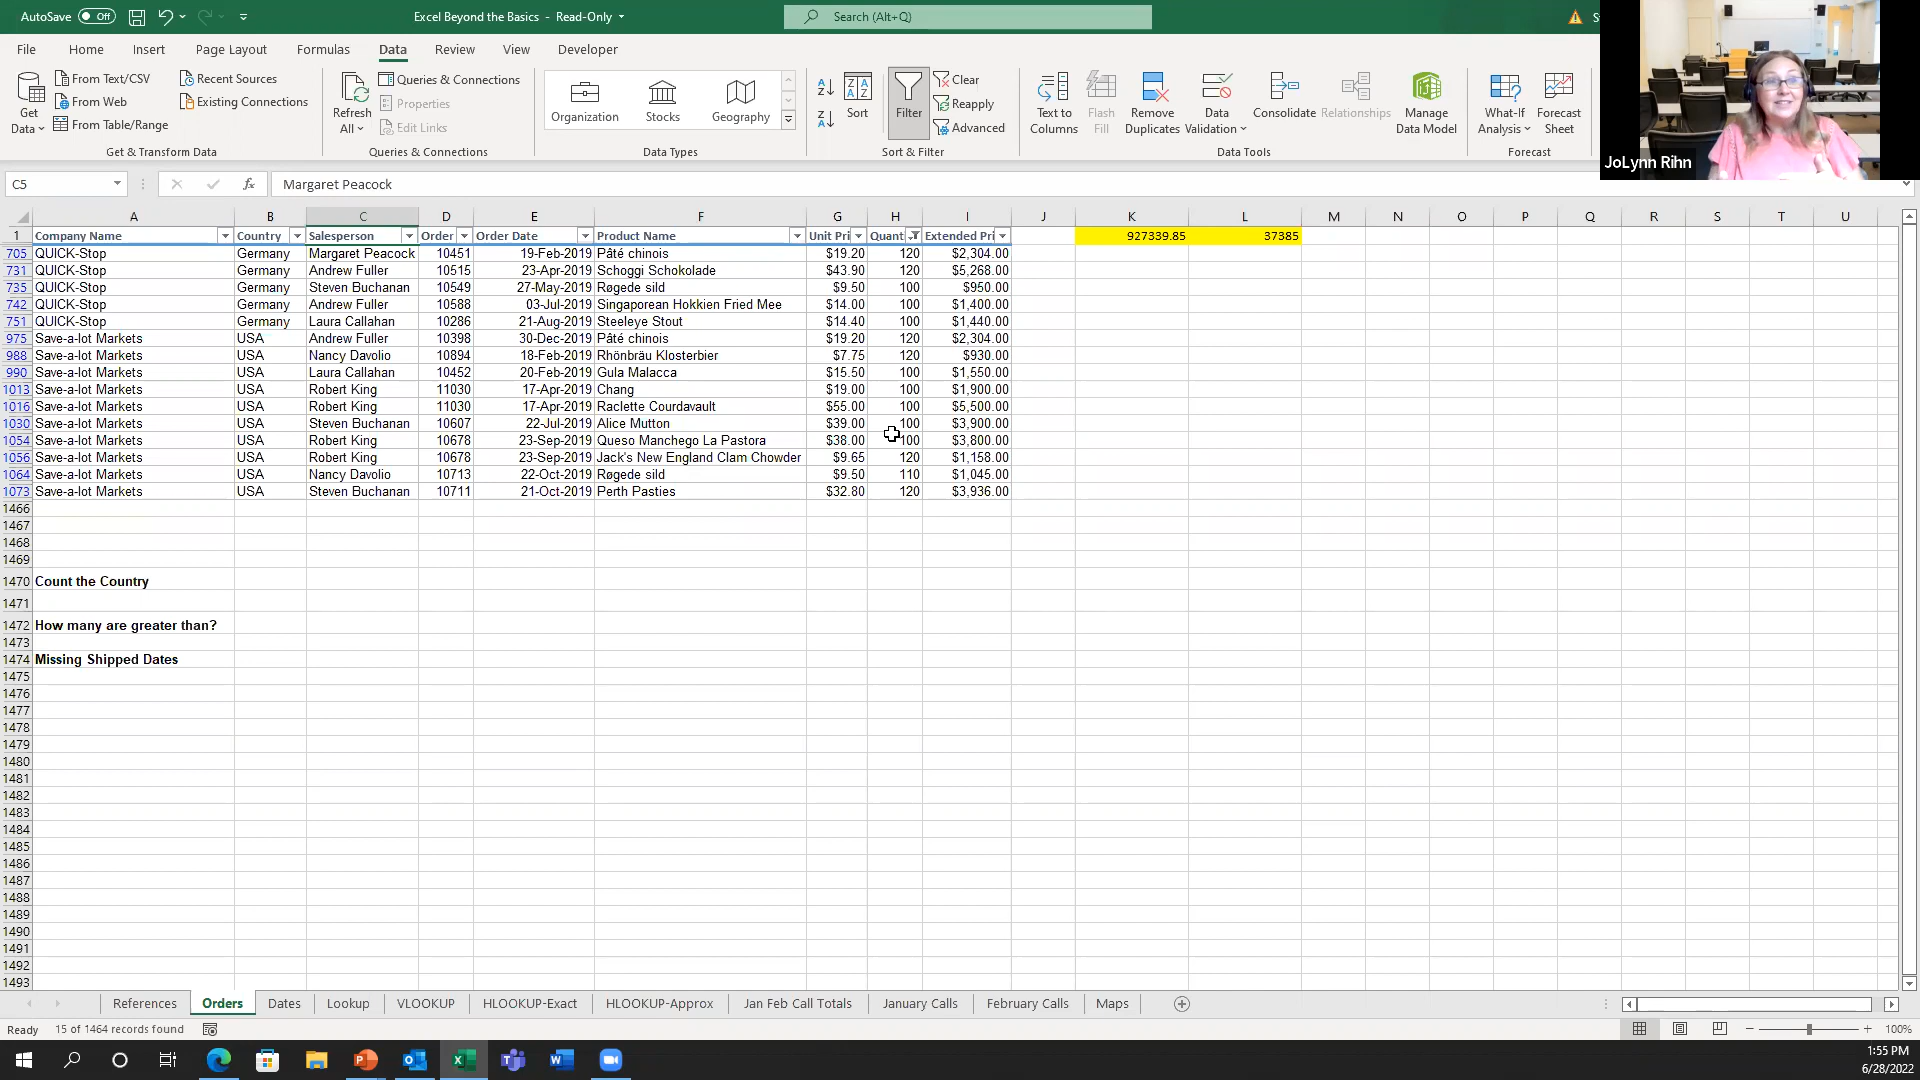 AutoSave Off Excel Beyond the Basics - Read-Only Search (Alt+Q)
File Home Insert Page Layout Formulas Data Review View Developer
Get Data
From Text/CSV
From Web
From Table/Range
Recent Sources
Existing Connections
Get & Transform Data
Refresh All
Queries & Connections
Properties
Edit Links
Queries & Connections
Organization Stocks Geography
Data Types
Sort
Filter
Clear
Reapply
Advanced
Sort & Filter
Text to Columns
Flash Fill
Remove Duplicates
Data Validation
Consolidate
Relationships
Manage Data Model
Data Tools
What-If Analysis
Forecast Sheet
Forecast
JoLynn Rihn
C5 fx Margaret Peacock
A B C D E F G H I J K L M N O P Q R S T U
1 Company Name Country Salesperson Order Order Date Product Name Unit Pri Quant Extended Pri 927339.85 37385
705 QUICK-Stop Germany Margaret Peacock 10451 19-Feb-2019 Pâté chinois $19.20 120 $2,304.00
731 QUICK-Stop Germany Andrew Fuller 10515 23-Apr-2019 Schoggi Schokolade $43.90 120 $5,268.00
735 QUICK-Stop Germany Steven Buchanan 10549 27-May-2019 Røgede sild $9.50 100 $950.00
742 QUICK-Stop Germany Andrew Fuller 10588 03-Jul-2019 Singaporean Hokkien Fried Mee $14.00 100 $1,400.00
751 QUICK-Stop Germany Laura Callahan 10286 21-Aug-2019 Steeleye Stout $14.40 100 $1,440.00
975 Save-a-lot Markets USA Andrew Fuller 10398 30-Dec-2019 Pâté chinois $19.20 120 $2,304.00
988 Save-a-lot Markets USA Nancy Davolio 10894 18-Feb-2019 Rhönbräu Klosterbier $7.75 120 $930.00
990 Save-a-lot Markets USA Laura Callahan 10452 20-Feb-2019 Gula Malacca $15.50 100 $1,550.00
1013 Save-a-lot Markets USA Robert King 11030 17-Apr-2019 Chang $19.00 100 $1,900.00
1016 Save-a-lot Markets USA Robert King 11030 17-Apr-2019 Raclette Courdavault $55.00 100 $5,500.00
1030 Save-a-lot Markets USA Steven Buchanan 10607 22-Jul-2019 Alice Mutton $39.00 100 $3,900.00
1054 Save-a-lot Markets USA Robert King 10678 23-Sep-2019 Queso Manchego La Pastora $38.00 100 $3,800.00
1056 Save-a-lot Markets USA Robert King 10678 23-Sep-2019 Jack's New England Clam Chowder $9.65 120 $1,158.00
1064 Save-a-lot Markets USA Nancy Davolio 10713 22-Oct-2019 Røgede sild $9.50 110 $1,045.00
1073 Save-a-lot Markets USA Steven Buchanan 10711 21-Oct-2019 Perth Pasties $32.80 120 $3,936.00
1466
1467
1468
1469
1470 Count the Country
1471
1472 How many are greater than?
1473
1474 Missing Shipped Dates
1475
1476
1477
1478
1479
1480
1481
1482
1483
1484
1485
1486
1487
1488
1489
1490
1491
1492
1493
References Orders Dates Lookup VLOOKUP HLOOKUP-Exact HLOOKUP-Approx Jan Feb Call Totals January Calls February Calls Maps
Ready 15 of 1464 records found 100%
1:55 PM
6/28/2022